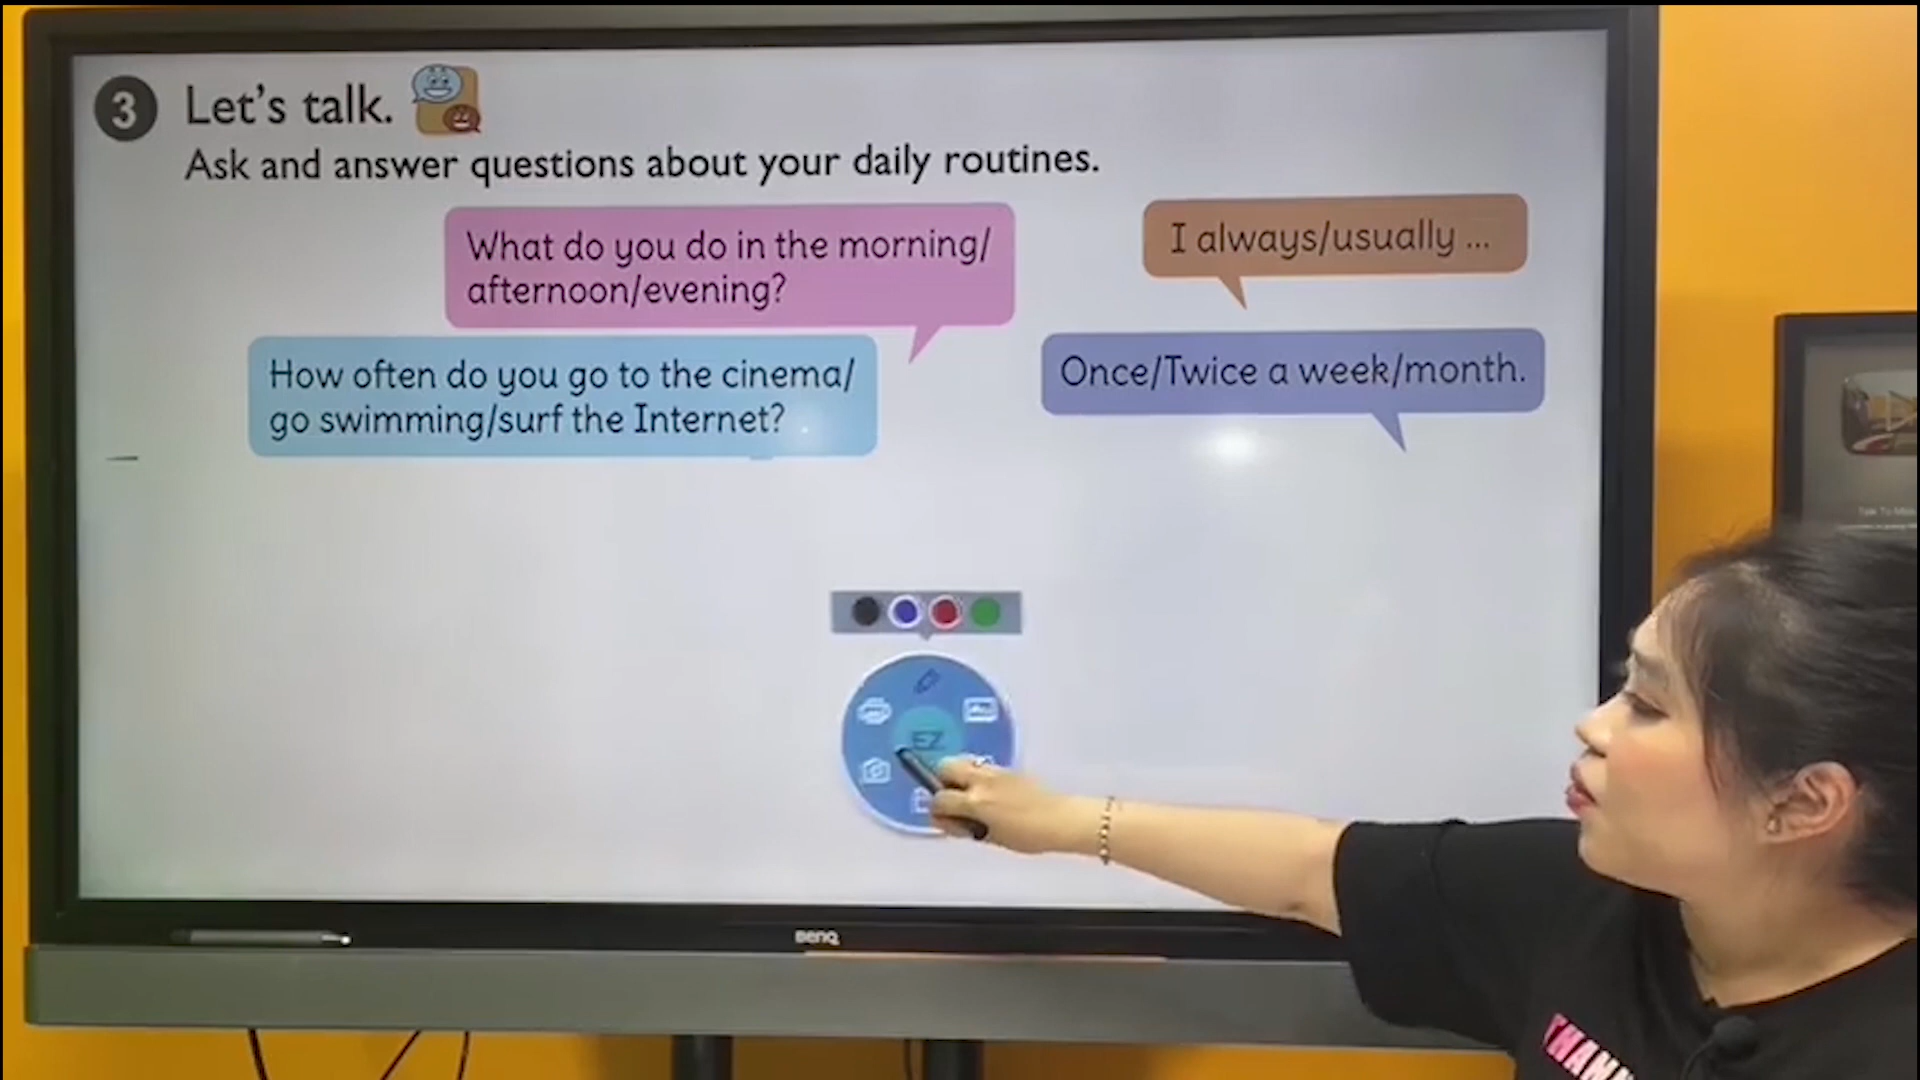 3 Let's talk.
Ask and answer questions about your daily routines.
What do you do in the morning/
afternoon/evening?
I always/usually ...
How often do you go to the cinema/
go swimming/surf the Internet?
Once/Twice a week/month.
EZ
BenQ